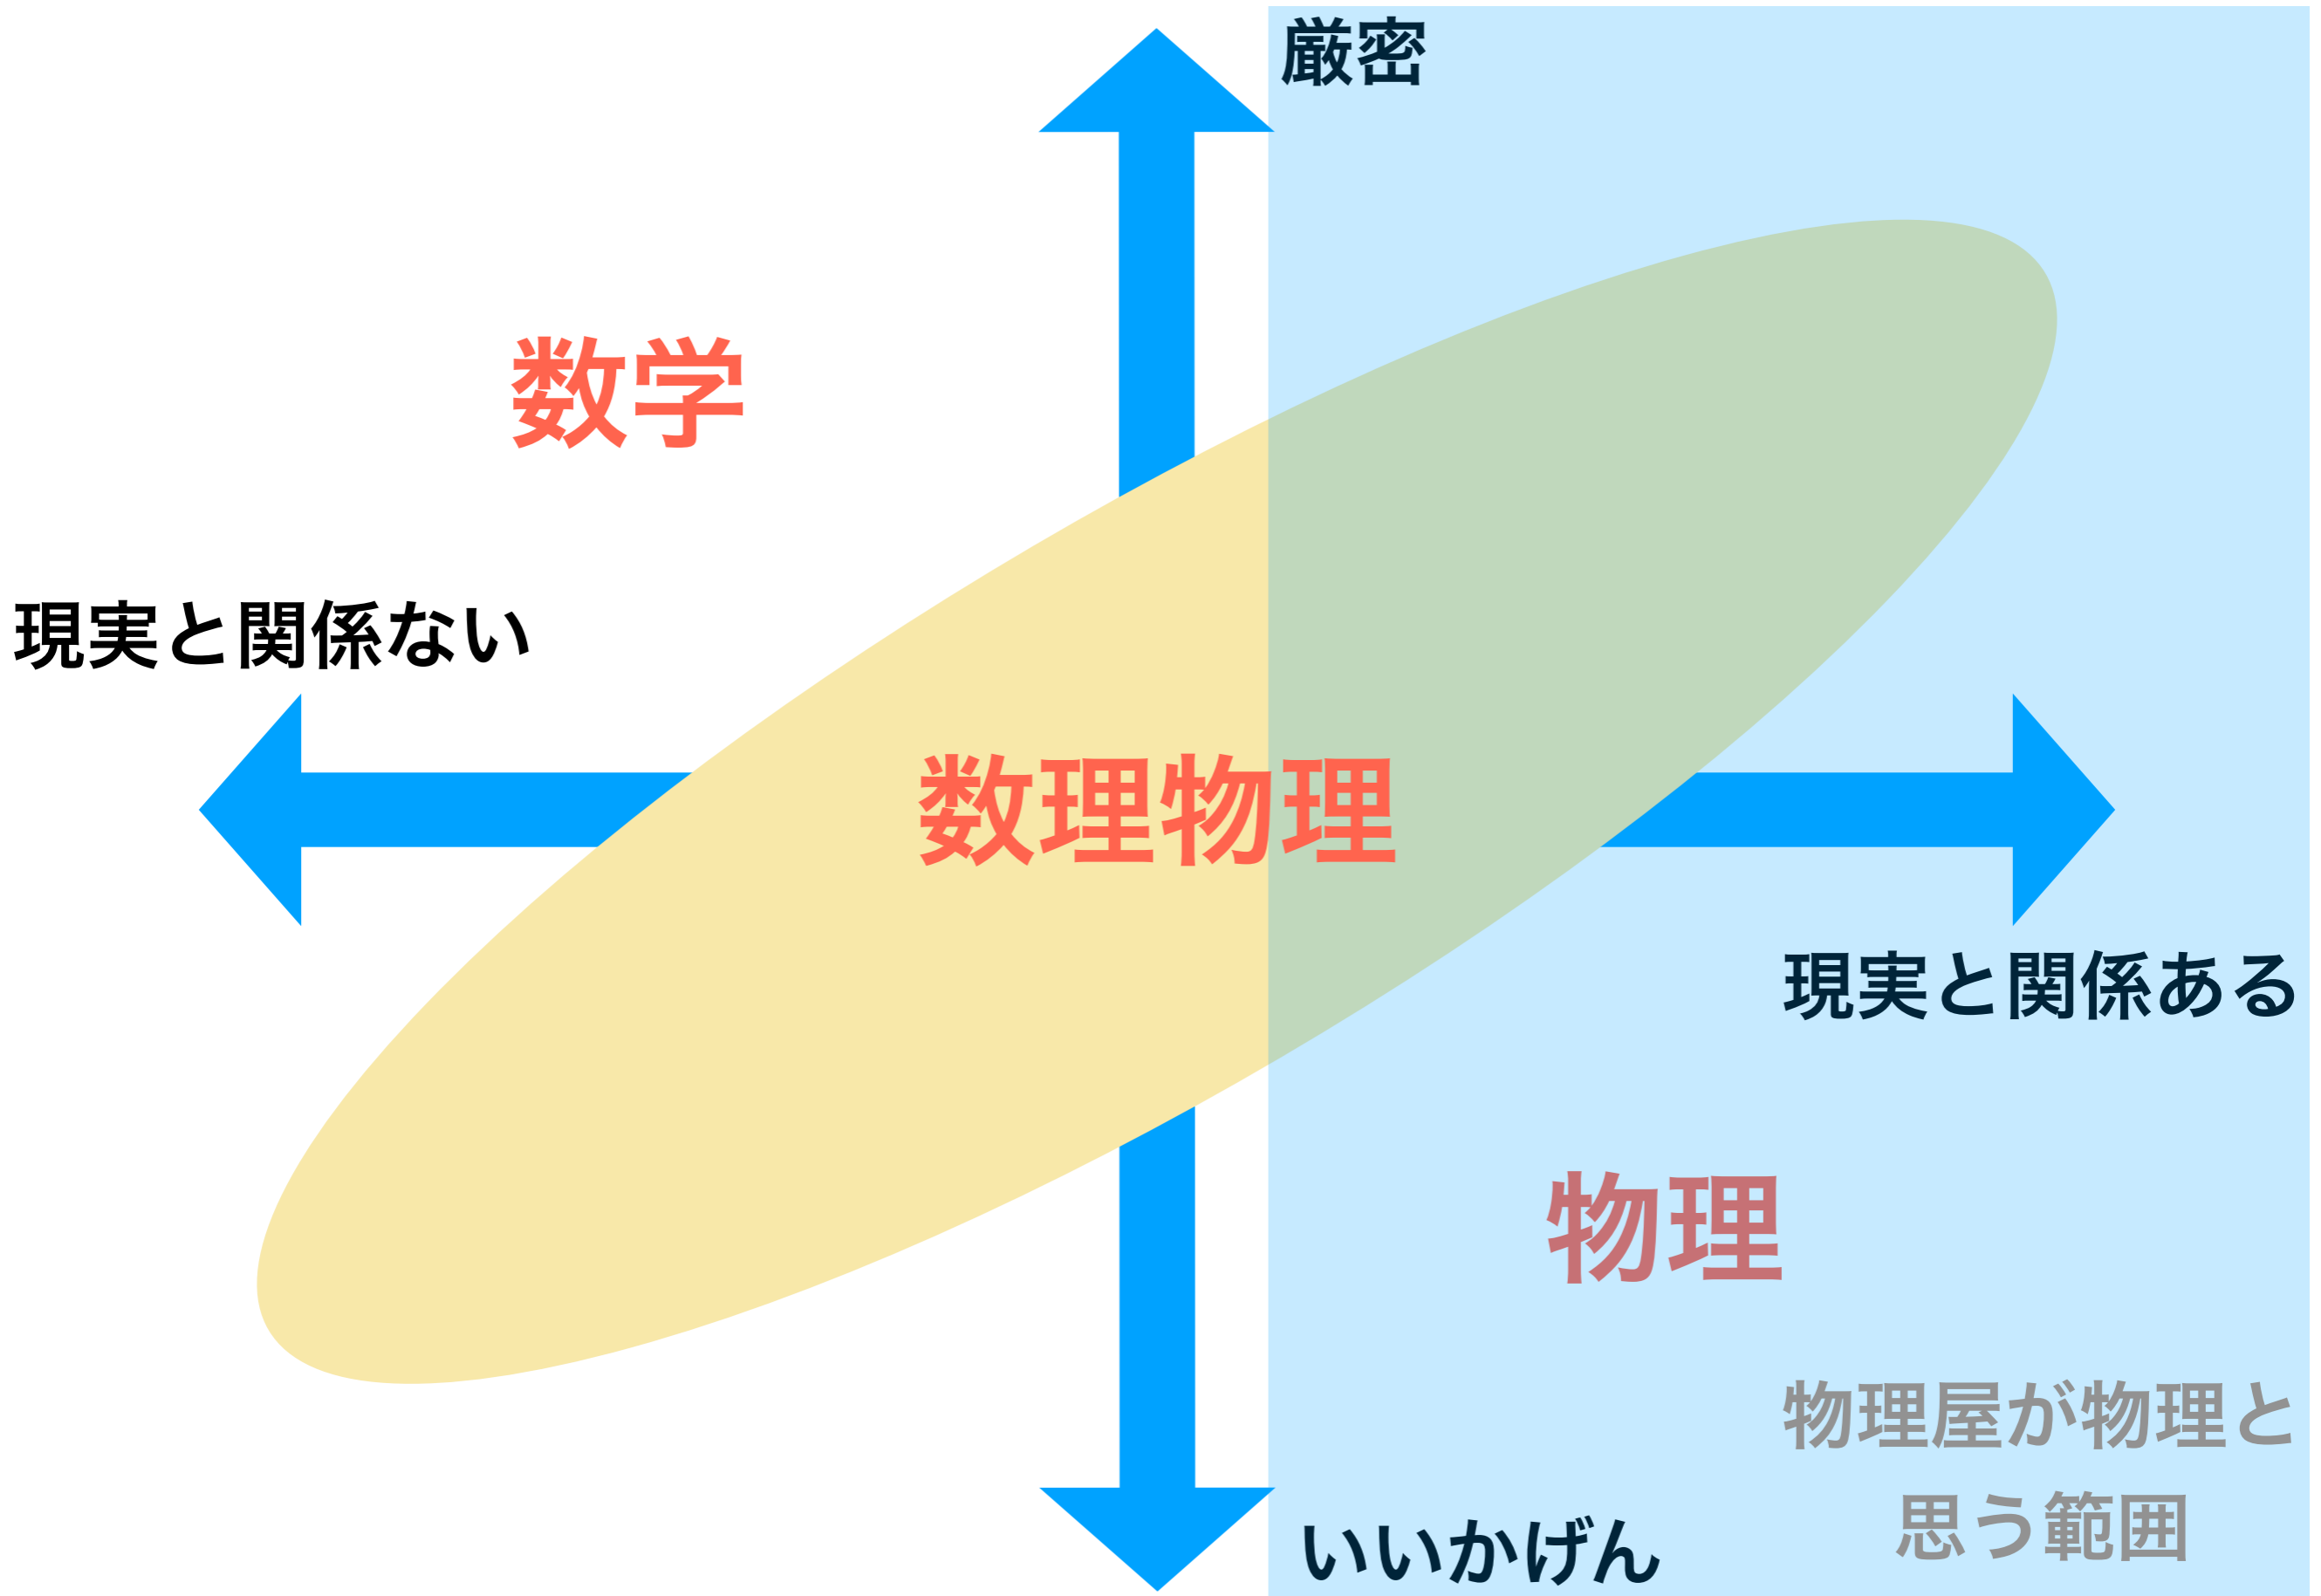 厳密
数学
現実と関係ない
数理物理
現実と関係ある
物理
物理屋が物理と
思う範囲
いいかげん